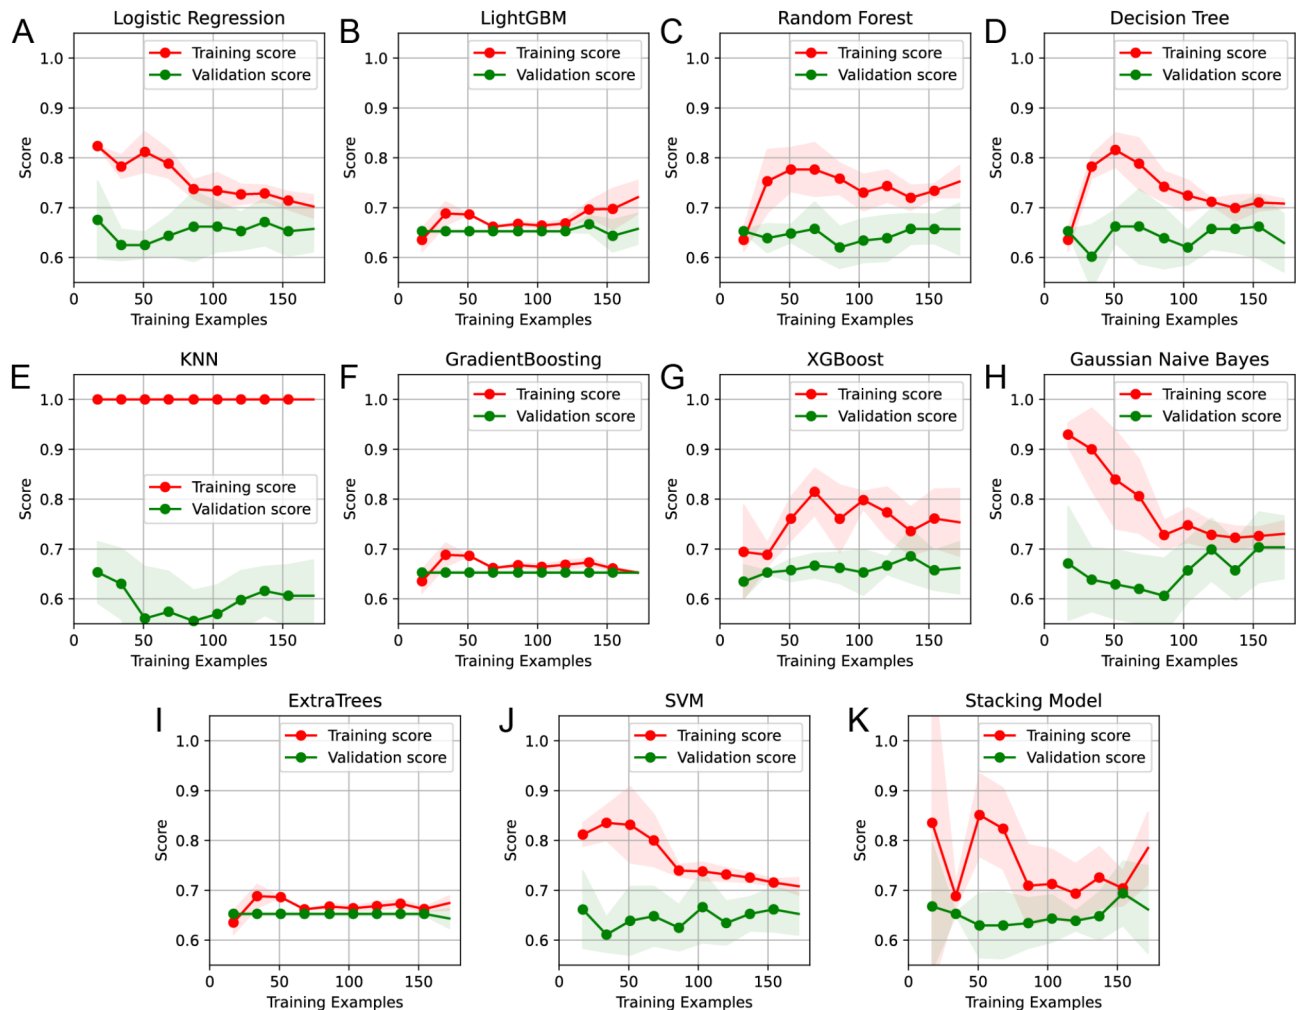 A
Logistic Regression
Training score
Validation score
1.0
0.9
0.8
0.7
0.6
Score
0
50
100
150
Training Examples
B
LightGBM
Training score
Validation score
1.0
0.9
0.8
0.7
0.6
Score
0
50
100
150
Training Examples
C
Random Forest
Training score
Validation score
1.0
0.9
0.8
0.7
0.6
Score
0
50
100
150
Training Examples
D
Decision Tree
Training score
Validation score
1.0
0.9
0.8
0.7
0.6
Score
0
50
100
150
Training Examples
E
KNN
Training score
Validation score
1.0
0.9
0.8
0.7
0.6
Score
0
50
100
150
Training Examples
F
GradientBoosting
Training score
Validation score
1.0
0.9
0.8
0.7
0.6
Score
0
50
100
150
Training Examples
G
XGBoost
Training score
Validation score
1.0
0.9
0.8
0.7
0.6
Score
0
50
100
150
Training Examples
H
Gaussian Naive Bayes
Training score
Validation score
1.0
0.9
0.8
0.7
0.6
Score
0
50
100
150
Training Examples
I
ExtraTrees
Training score
Validation score
1.0
0.9
0.8
0.7
0.6
Score
0
50
100
150
Training Examples
J
SVM
Training score
Validation score
1.0
0.9
0.8
0.7
0.6
Score
0
50
100
150
Training Examples
K
Stacking Model
Training score
Validation score
1.0
0.9
0.8
0.7
0.6
Score
0
50
100
150
Training Examples